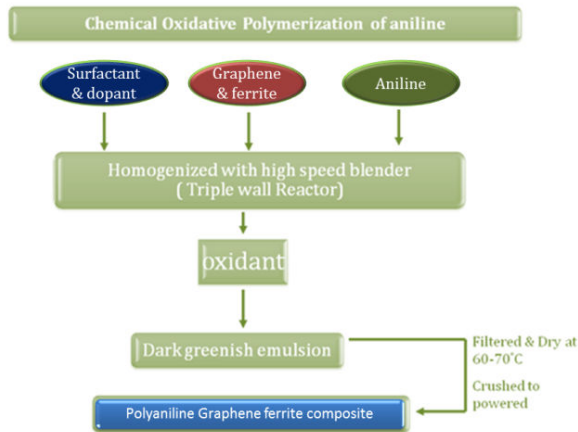 Chemical Oxidative Polymerization of aniline
Surfactant
& dopant
Graphene
& ferrite
Aniline
Homogenized with high speed blender
( Triple wall Reactor)
oxidant
Dark greenish emulsion
Filtered & Dry at
60-70°C
Crushed to
powered
Polyaniline Graphene ferrite composite